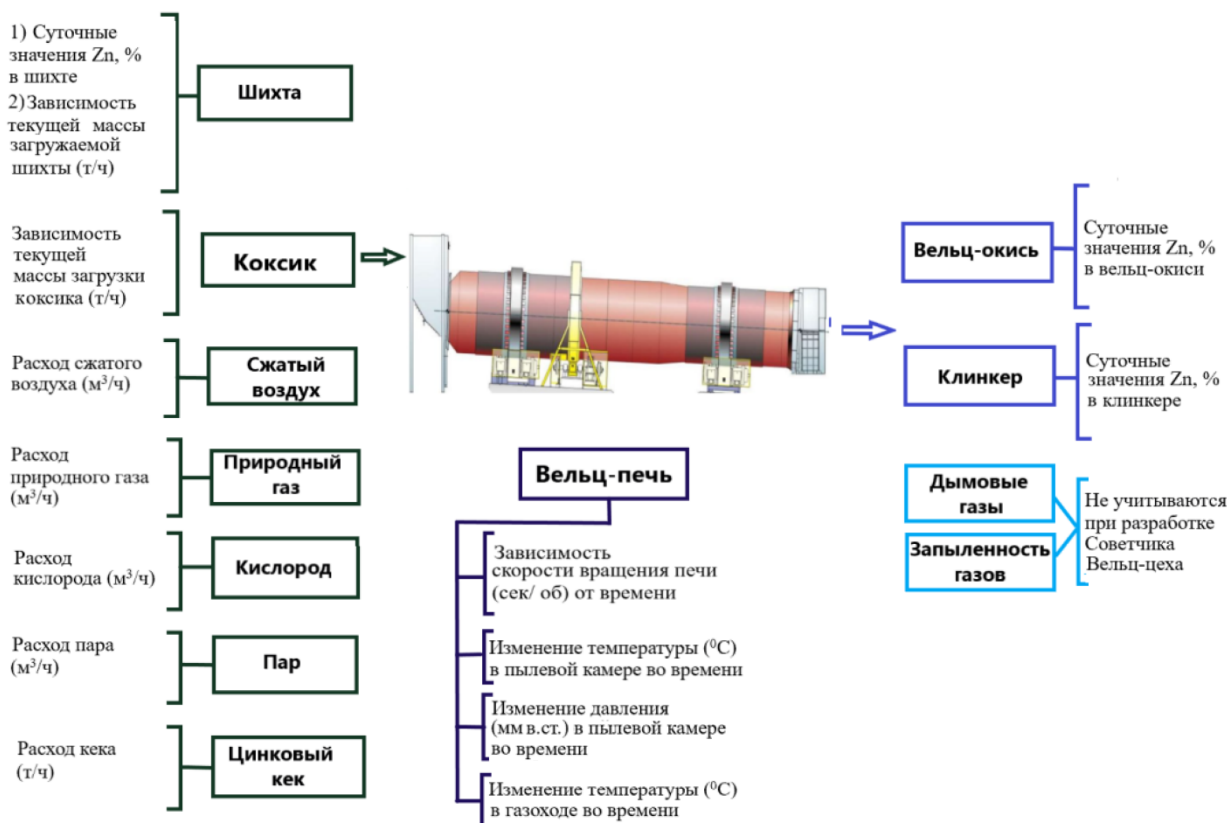 1) Суточные
значения Zn, %
в шихте
2)Зависимость
текущей массы
загружаемой
шихты (т/ч)
Шихта
Зависимость
текущей
массы загрузки
коксика (т/ч)
Коксик
Расход сжатого
воздуха (м³/ч)
Сжатый
воздух
Расход
природного газа
(м³/ч)
Природный
газ
Расход
кислорода (м³/ч)
Кислород
Расход пара
(м³/ч)
Пар
Расход кека
(т/ч)
Цинковый
кек
Вельц-печь
Зависимость
скорости вращения печи
(сек/ об) от времени
Изменение температуры (⁰С)
в пылевой камере во времени
Изменение давления
(мм в.ст.) в пылевой камере
во времени
Изменение температуры (⁰С)
в газоходе во времени
Вельц-окись
Суточные
значения Zn, %
в вельц-окиси
Клинкер
Суточные
значения Zn, %
в клинкере
Дымовые
газы
Запыленность
газов
Не учитываются
при разработке
Советчика
Вельц-цеха